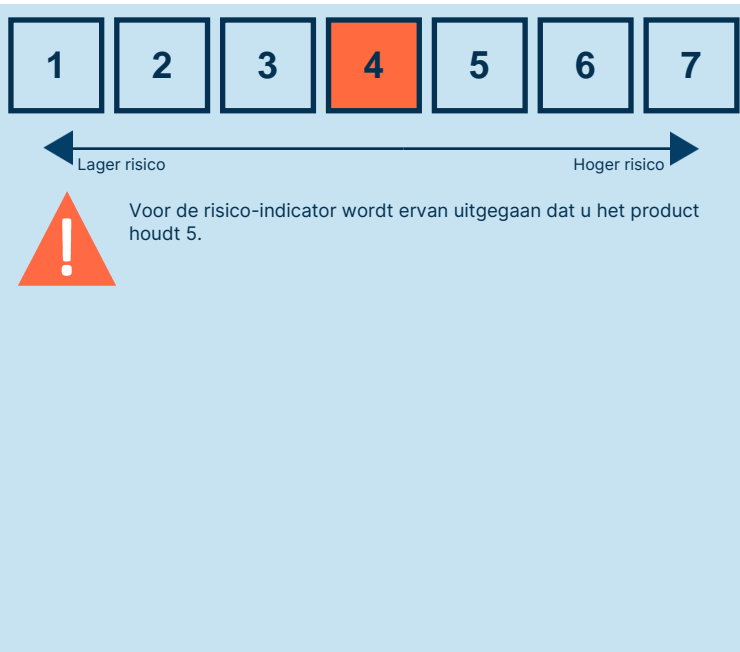 1 2 3 4 5 6 7
Lager risico Hoger risico
!
Voor de risico-indicator wordt ervan uitgegaan dat u het product
houdt 5.